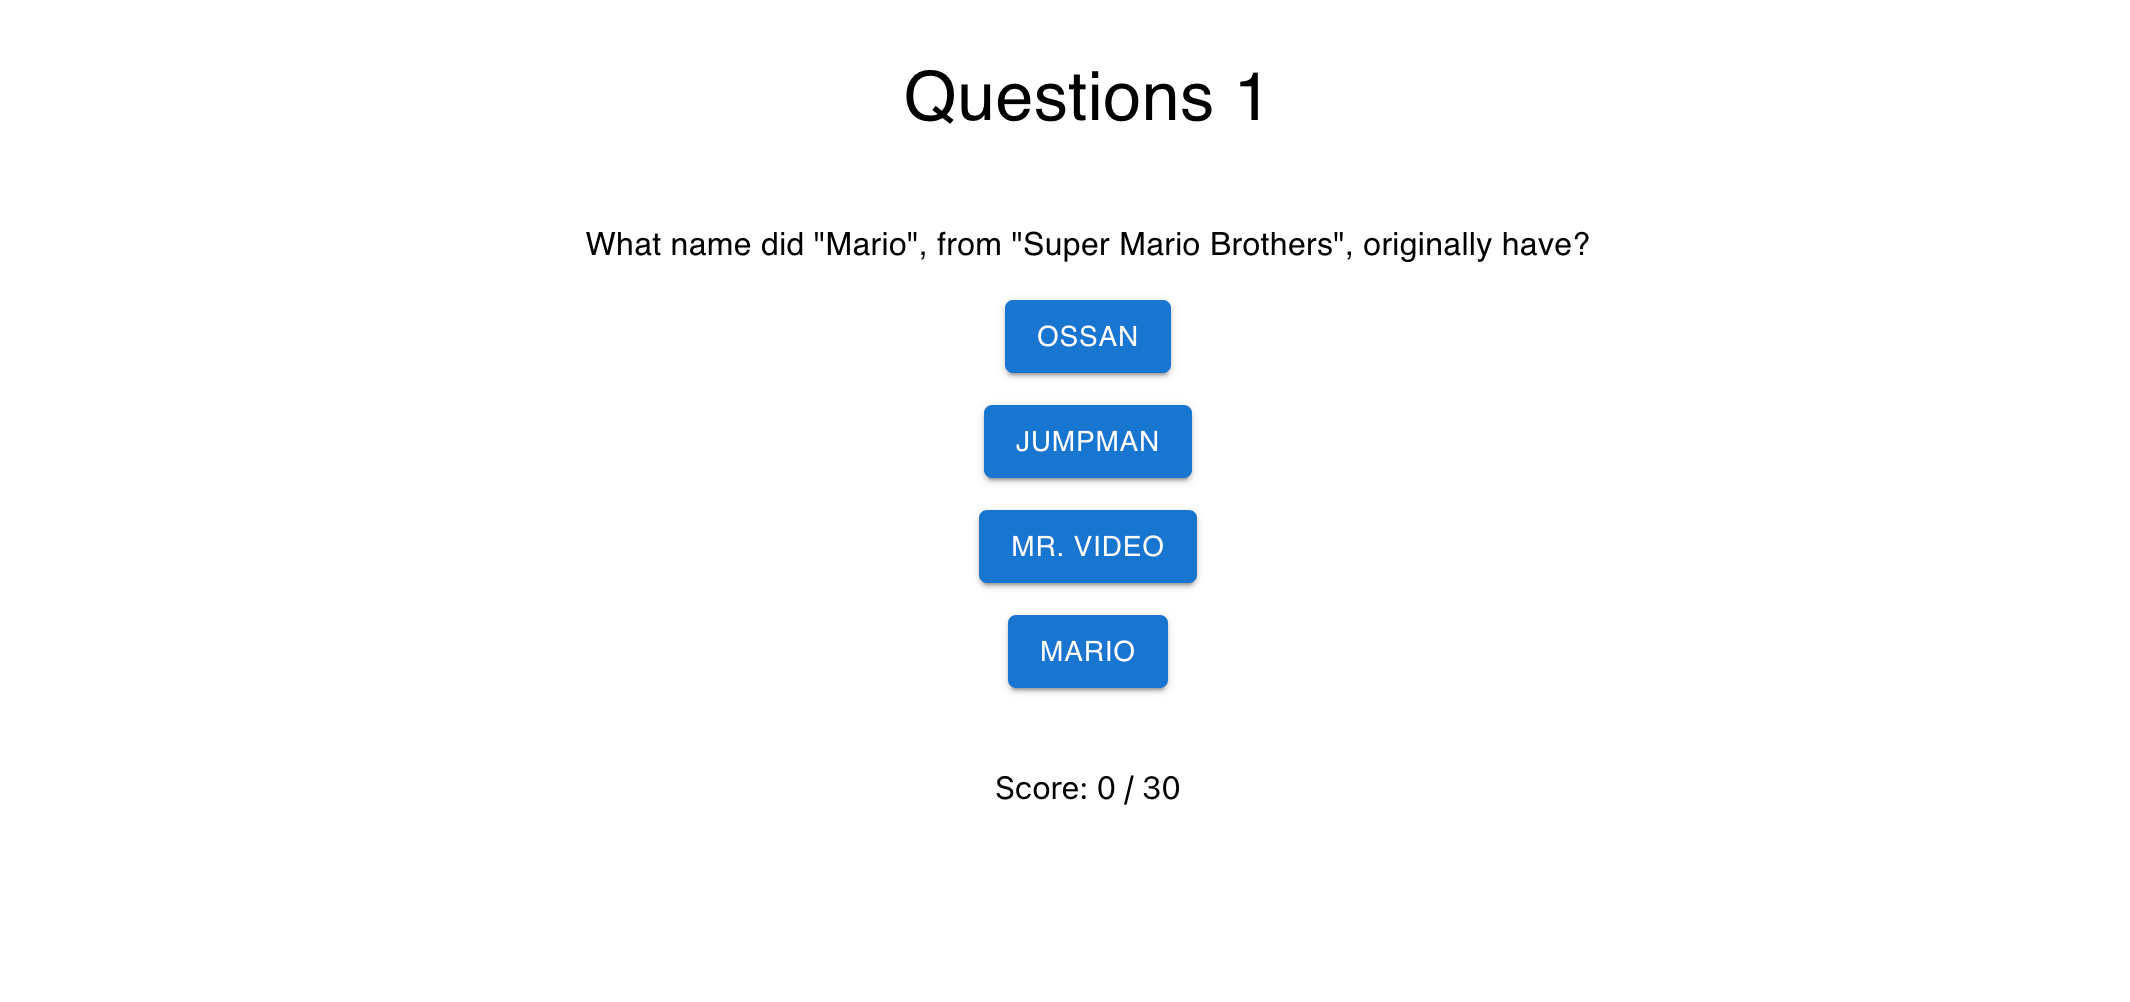 Questions 1
What name did "Mario", from "Super Mario Brothers", originally have?
OSSAN
JUMPMAN
MR. VIDEO
MARIO
Score: 0 / 30